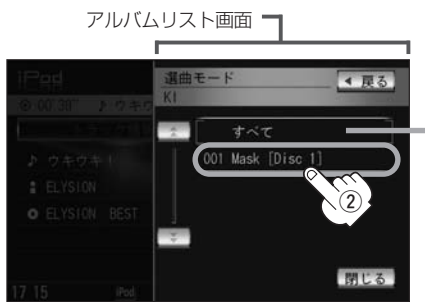 アルバムリスト画面
iPod
選曲モード
◀ 戻る
KI
00'38" ♪ ウキウ
すべて
001 Mask [Disc 1]
♪ ウキウキ!
ELYSION
ELYSION BEST
②
閉じる
17 15 iPod